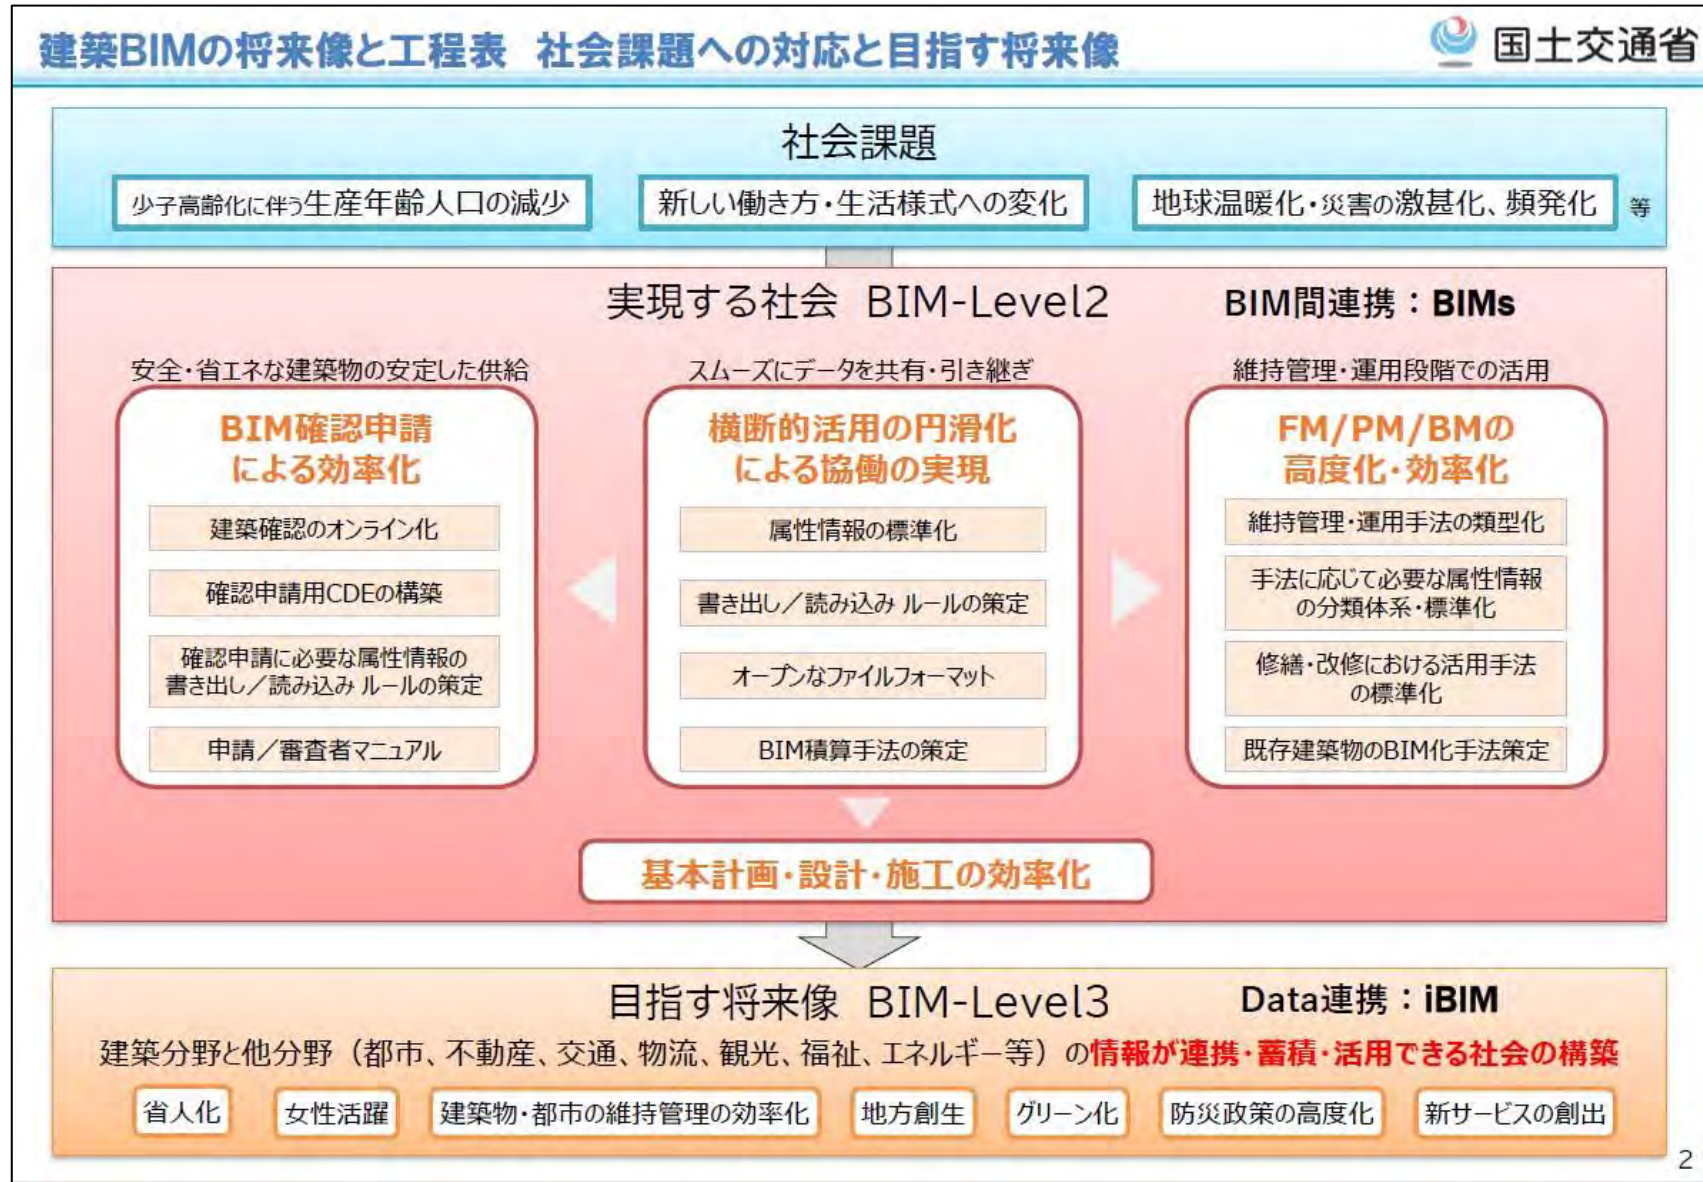 建築BIMの将来像と工程表 社会課題への対応と目指す将来像
国土交通省
社会課題
少子高齢化に伴う生産年齢人口の減少
新しい働き方・生活様式への変化
地球温暖化・災害の激甚化、頻発化
等
実現する社会 BIM-Level2
BIM間連携：BIMs
安全・省エネな建築物の安定した供給
BIM確認申請
による効率化
建築確認のオンライン化
確認申請用CDEの構築
確認申請に必要な属性情報の
書き出し／読み込み ルールの策定
申請／審査者マニュアル
スムーズにデータを共有・引き継ぎ
横断的活用の円滑化
による協働の実現
属性情報の標準化
書き出し／読み込み ルールの策定
オープンなファイルフォーマット
BIM積算手法の策定
維持管理・運用段階での活用
FM/PM/BMの
高度化・効率化
維持管理・運用手法の類型化
手法に応じて必要な属性情報
の分類体系・標準化
修繕・改修における活用手法
の標準化
既存建築物のBIM化手法策定
基本計画・設計・施工の効率化
目指す将来像 BIM-Level3
Data連携：iBIM
建築分野と他分野（都市、不動産、交通、物流、観光、福祉、エネルギー等）の情報が連携・蓄積・活用できる社会の構築
省人化
女性活躍
建築物・都市の維持管理の効率化
地方創生
グリーン化
防災政策の高度化
新サービスの創出
2